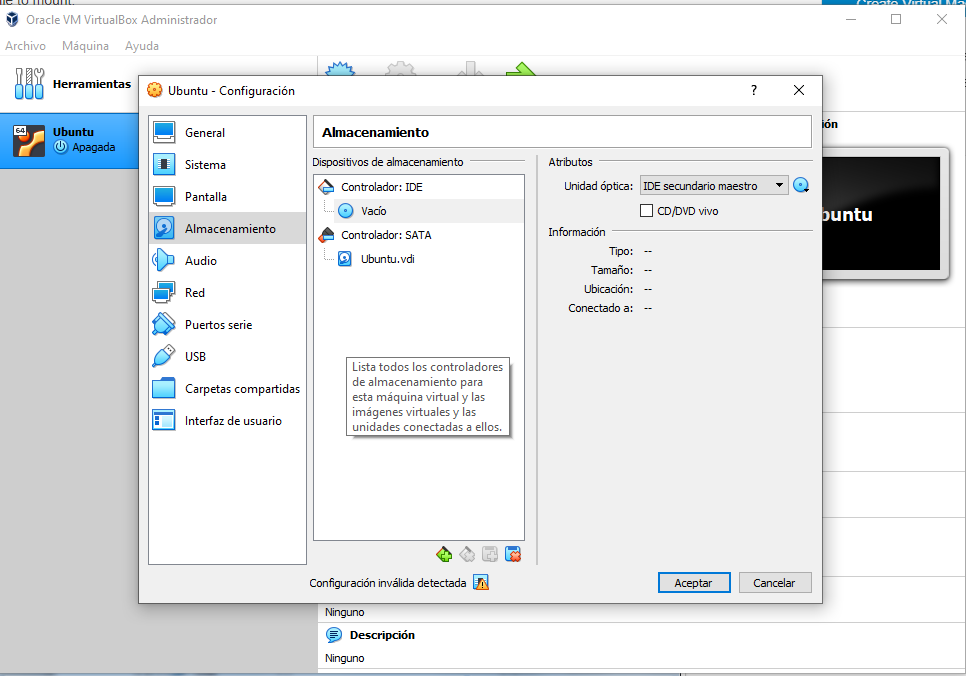 to mount.
Create Virtual Ma
Oracle VM VirtualBox Administrador
Archivo Máquina Ayuda
Herramientas
64
Ubuntu
Apagada
Ubuntu - Configuración
?
General
Sistema
Pantalla
Almacenamiento
Audio
Red
Puertos serie
USB
Carpetas compartidas
Interfaz de usuario
Almacenamiento
Dispositivos de almacenamiento
Controlador: IDE
Vacío
Controlador: SATA
Ubuntu.vdi
Lista todos los controladores
de almacenamiento para
esta máquina virtual y las
imágenes virtuales y las
unidades conectadas a ellos.
Atributos
Unidad óptica: IDE secundario maestro
CD/DVD vivo
Información
Tipo: --
Tamaño: --
Ubicación: --
Conectado a: --
Configuración inválida detectada
Aceptar Cancelar
ión
buntu
Ninguno
Descripción
Ninguno